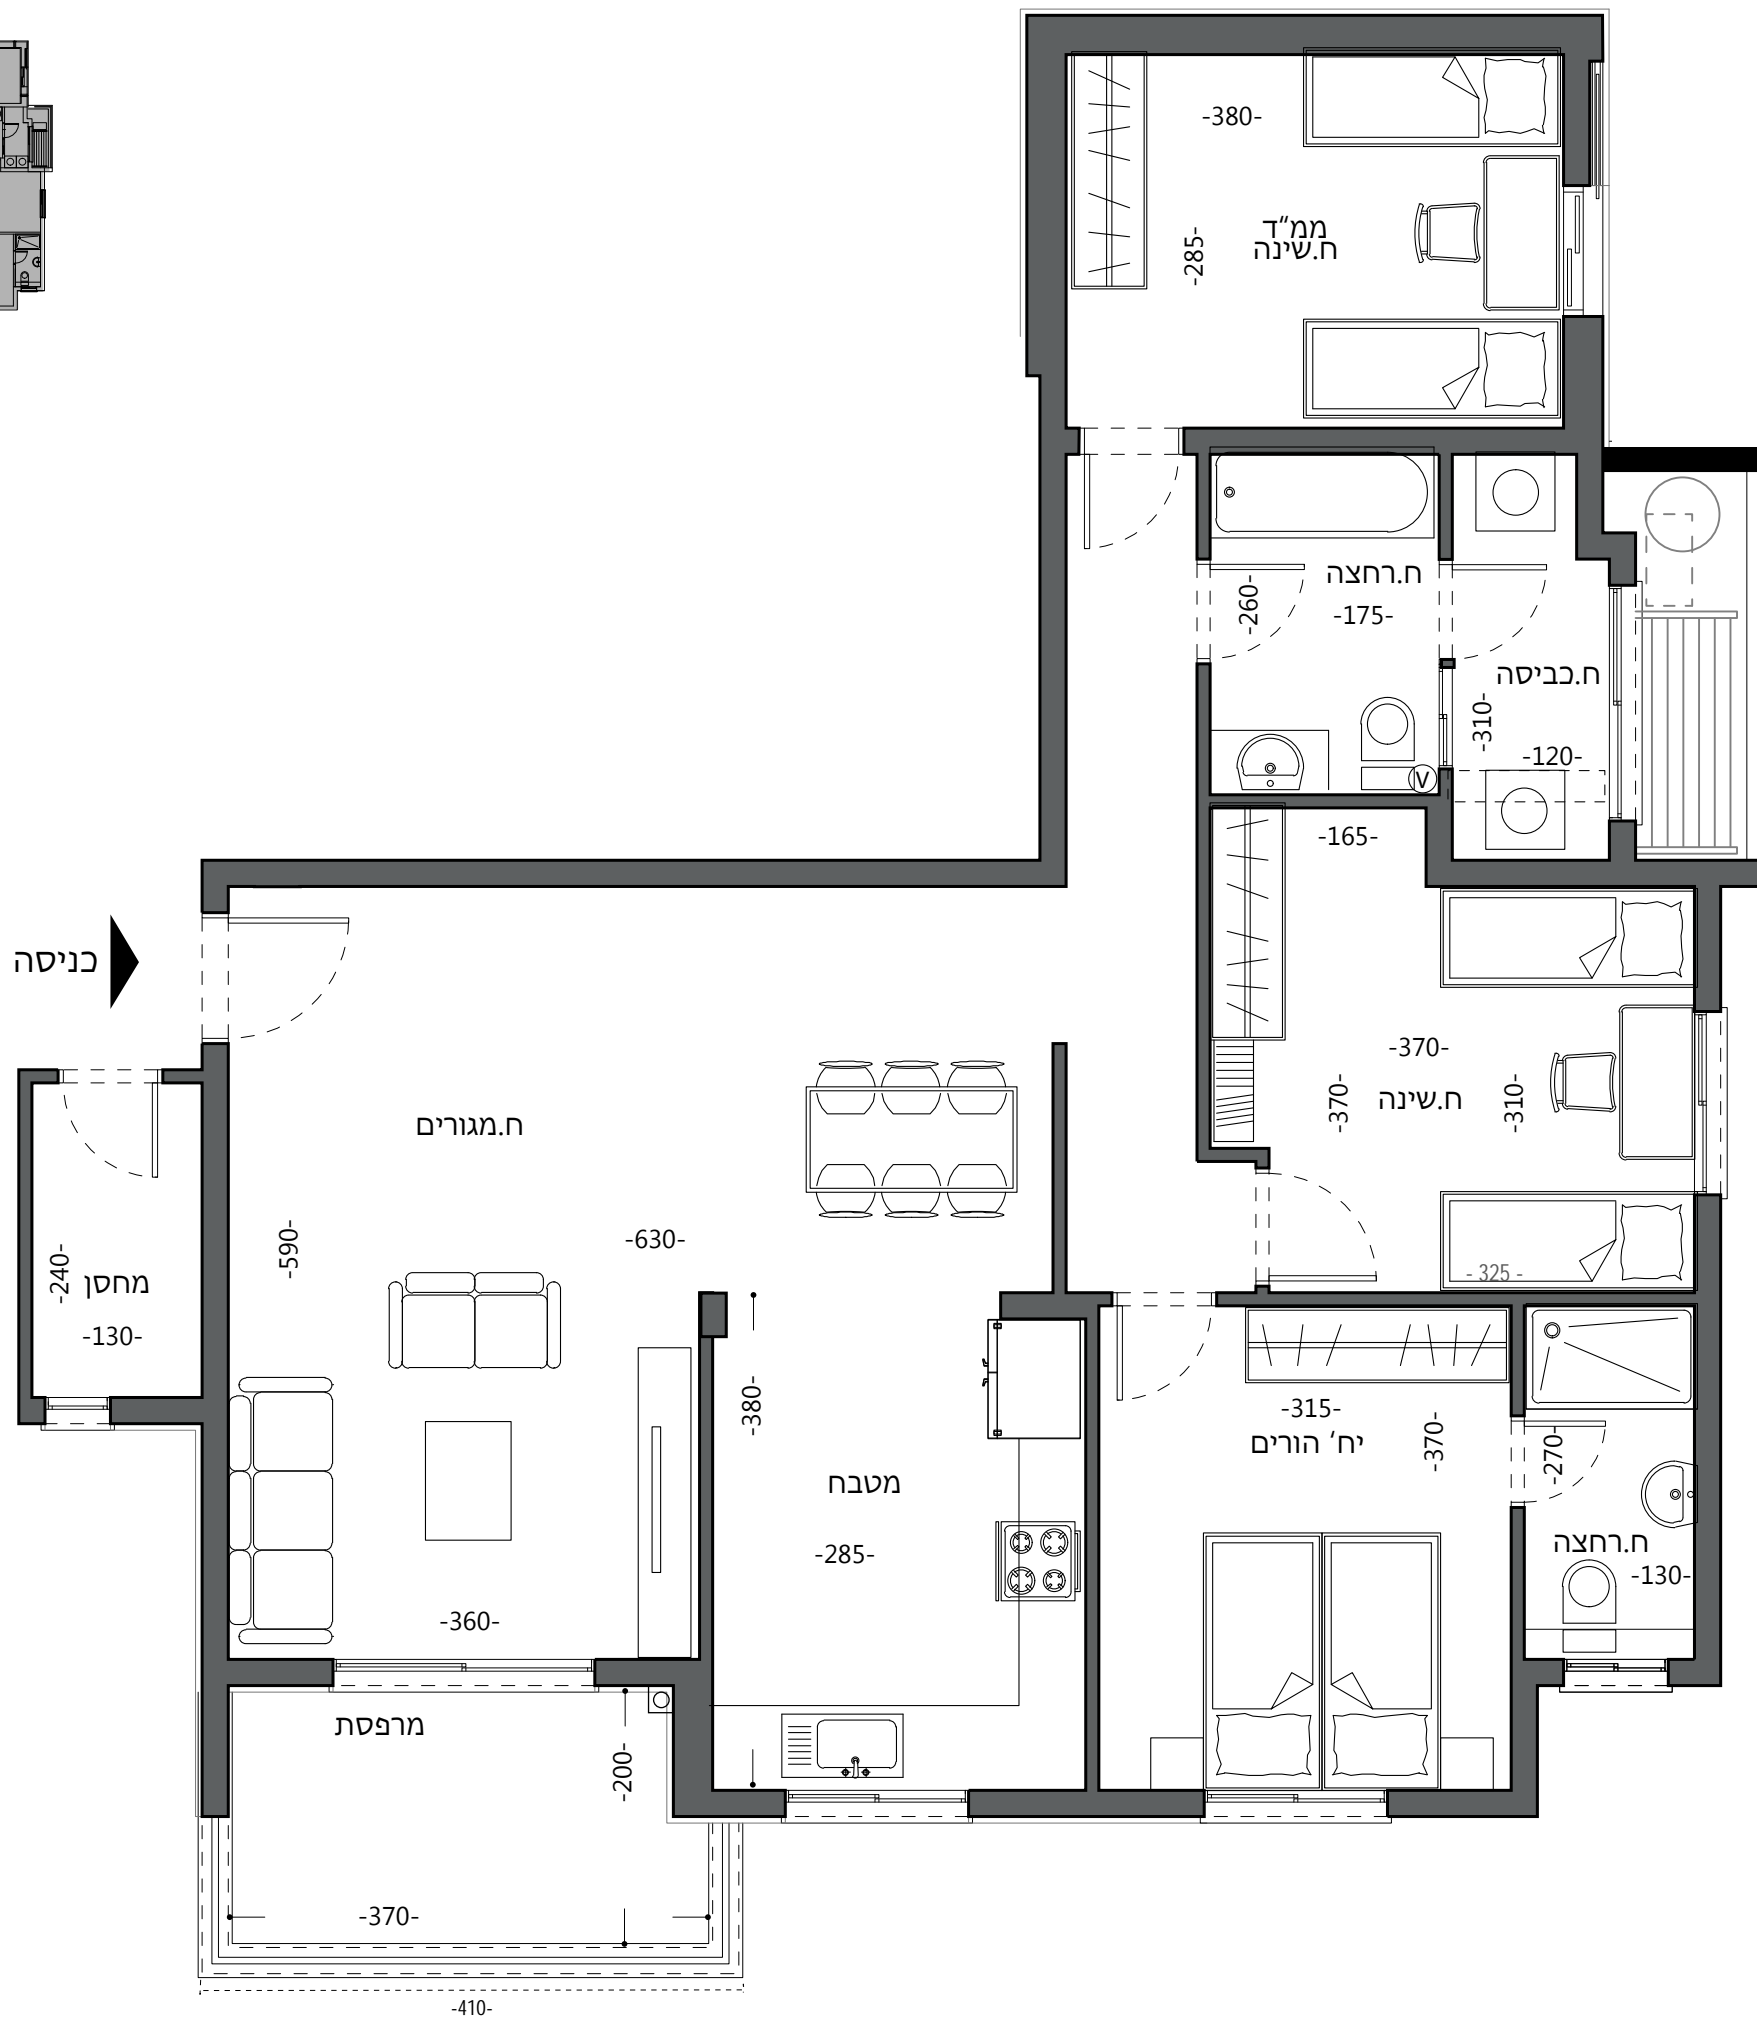 -380-
ממ״ד
ח.שינה
-285-
ח.רחצה
-260-
-175-
ח.כביסה
-310-
-120-
V
-165-
כניסה
-370-
ח.שינה
-370-
-310-
- 325 -
ח.מגורים
-590-
-630-
מחסן
-240-
-130-
-380-
מטבח
-285-
-360-
-315-
יח׳ הורים
-370-
-270-
ח.רחצה
-130-
מרפסת
-200-
-370-
-410-